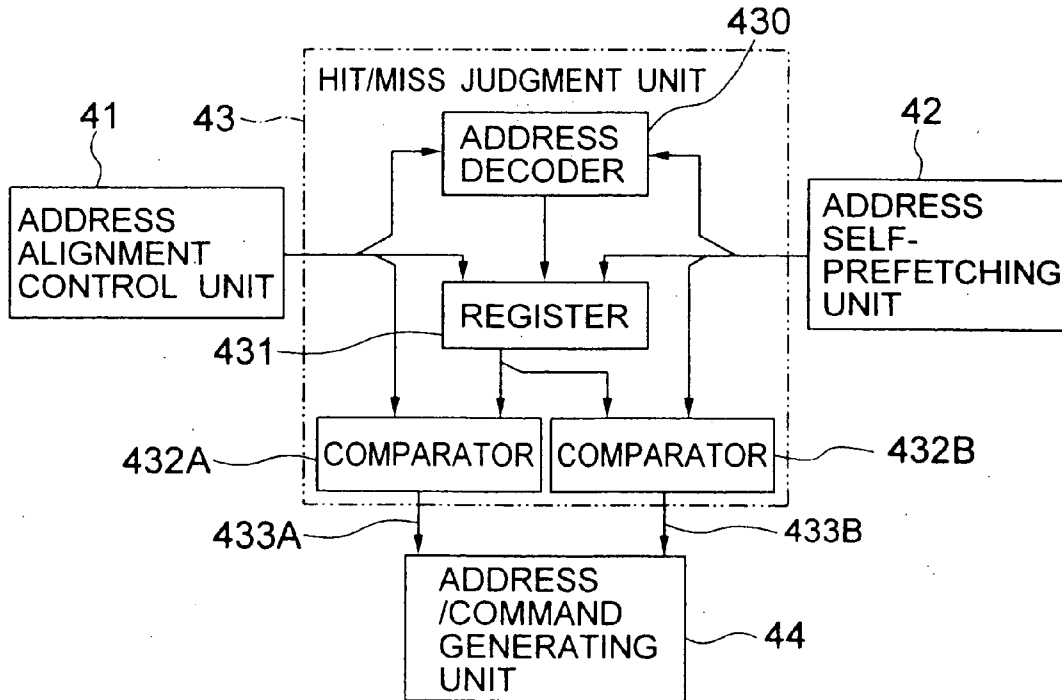 430
HIT/MISS JUDGMENT UNIT
43
41
42
ADDRESS
DECODER
ADDRESS
ALIGNMENT
CONTROL UNIT
ADDRESS
SELF-
PREFETCHING
UNIT
REGISTER
431
COMPARATOR
COMPARATOR
432A
432B
433A
433B
ADDRESS
/COMMAND
GENERATING
UNIT
44